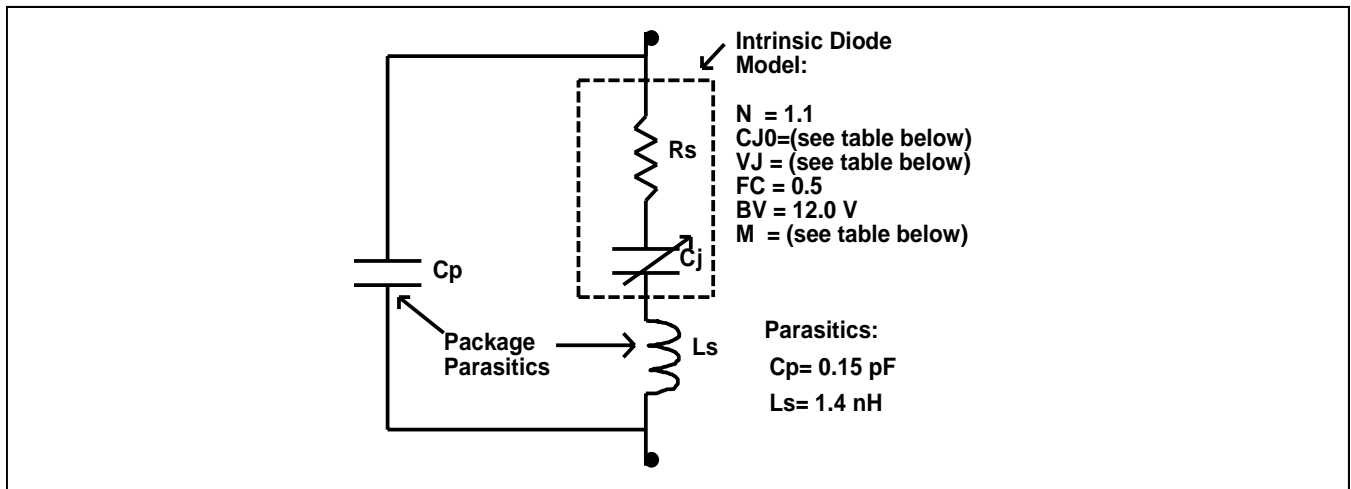 Intrinsic Diode
Model:
N = 1.1
CJ0=(see table below)
VJ = (see table below)
FC = 0.5
BV = 12.0 V
M = (see table below)
Rs
Cj
Cp
Package
Parasitics
Ls
Parasitics:
Cp= 0.15 pF
Ls= 1.4 nH